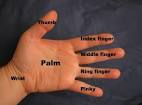 Thumb
Index finger
Middle finger
Palm
Ring finger
Wrist
Pinky